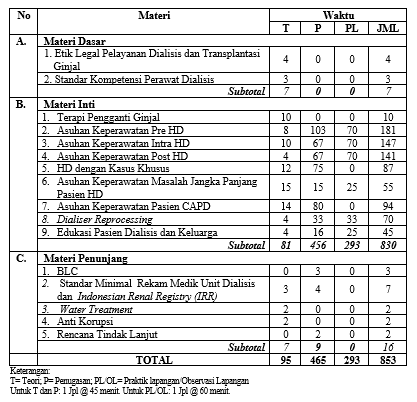 No Materi Waktu
T P PL JML
A. Materi Dasar
1. Etik Legal Pelayanan Dialisis dan Transplantasi
Ginjal 4 0 0 4
2. Standar Kompetensi Perawat Dialisis 3 0 0 3
Subtotal 7 0 0 7
B. Materi Inti
1. Terapi Pengganti Ginjal 10 0 0 10
2. Asuhan Keperawatan Pre HD 8 103 70 181
3. Asuhan Keperawatan Intra HD 10 67 70 147
4. Asuhan Keperawatan Post HD 4 67 70 141
5. HD dengan Kasus Khusus 12 75 0 87
6. Asuhan Keperawatan Masalah Jangka Panjang
Pasien HD 15 15 25 55
7. Asuhan Keperawatan Pasien CAPD 14 80 0 94
8. Dialiser Reprocessing 4 33 33 70
9. Edukasi Pasien Dialisis dan Keluarga 4 16 25 45
Subtotal 81 456 293 830
C. Materi Penunjang
1. BLC 0 3 0 3
2. Standar Minimal Rekam Medik Unit Dialisis
dan Indonesian Renal Registry (IRR) 3 4 0 7
3. Water Treatment 2 0 0 2
4. Anti Korupsi 2 0 0 2
5. Rencana Tindak Lanjut 0 2 0 2
Subtotal 7 9 0 16
TOTAL 95 465 293 853
Keterangan:
T= Teori; P= Penugasan; PL/OL= Praktik lapangan/Observasi Lapangan
Untuk T dan P: 1 Jpl @ 45 menit. Untuk PL/OL: 1 Jpl @ 60 menit.